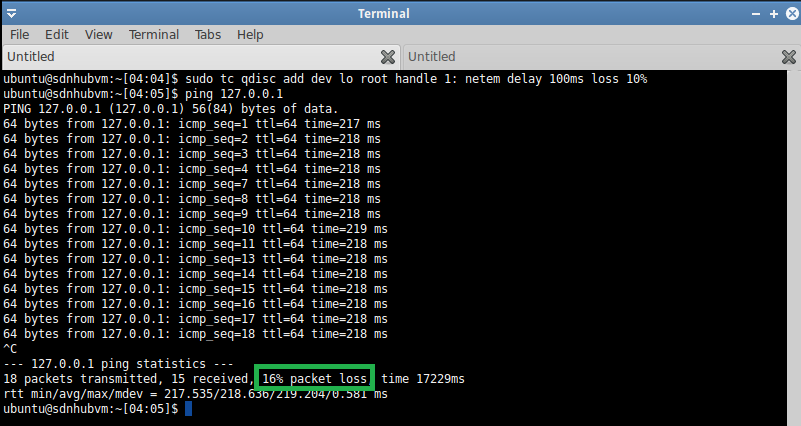 Terminal
File Edit View Terminal Tabs Help
Untitled Untitled
ubuntu@sdnhubvm:~[04:04]$ sudo tc qdisc add dev lo root handle 1: netem delay 100ms loss 10%
ubuntu@sdnhubvm:~[04:05]$ ping 127.0.0.1
PING 127.0.0.1 (127.0.0.1) 56(84) bytes of data.
64 bytes from 127.0.0.1: icmp_seq=1 ttl=64 time=217 ms
64 bytes from 127.0.0.1: icmp_seq=2 ttl=64 time=218 ms
64 bytes from 127.0.0.1: icmp_seq=3 ttl=64 time=218 ms
64 bytes from 127.0.0.1: icmp_seq=4 ttl=64 time=218 ms
64 bytes from 127.0.0.1: icmp_seq=7 ttl=64 time=218 ms
64 bytes from 127.0.0.1: icmp_seq=8 ttl=64 time=218 ms
64 bytes from 127.0.0.1: icmp_seq=9 ttl=64 time=218 ms
64 bytes from 127.0.0.1: icmp_seq=10 ttl=64 time=219 ms
64 bytes from 127.0.0.1: icmp_seq=11 ttl=64 time=218 ms
64 bytes from 127.0.0.1: icmp_seq=13 ttl=64 time=218 ms
64 bytes from 127.0.0.1: icmp_seq=14 ttl=64 time=218 ms
64 bytes from 127.0.0.1: icmp_seq=15 ttl=64 time=218 ms
64 bytes from 127.0.0.1: icmp_seq=16 ttl=64 time=218 ms
64 bytes from 127.0.0.1: icmp_seq=17 ttl=64 time=218 ms
64 bytes from 127.0.0.1: icmp_seq=18 ttl=64 time=218 ms
^C
--- 127.0.0.1 ping statistics ---
18 packets transmitted, 15 received, 16% packet loss, time 17229ms
rtt min/avg/max/mdev = 217.535/218.636/219.204/0.581 ms
ubuntu@sdnhubvm:~[04:05]$